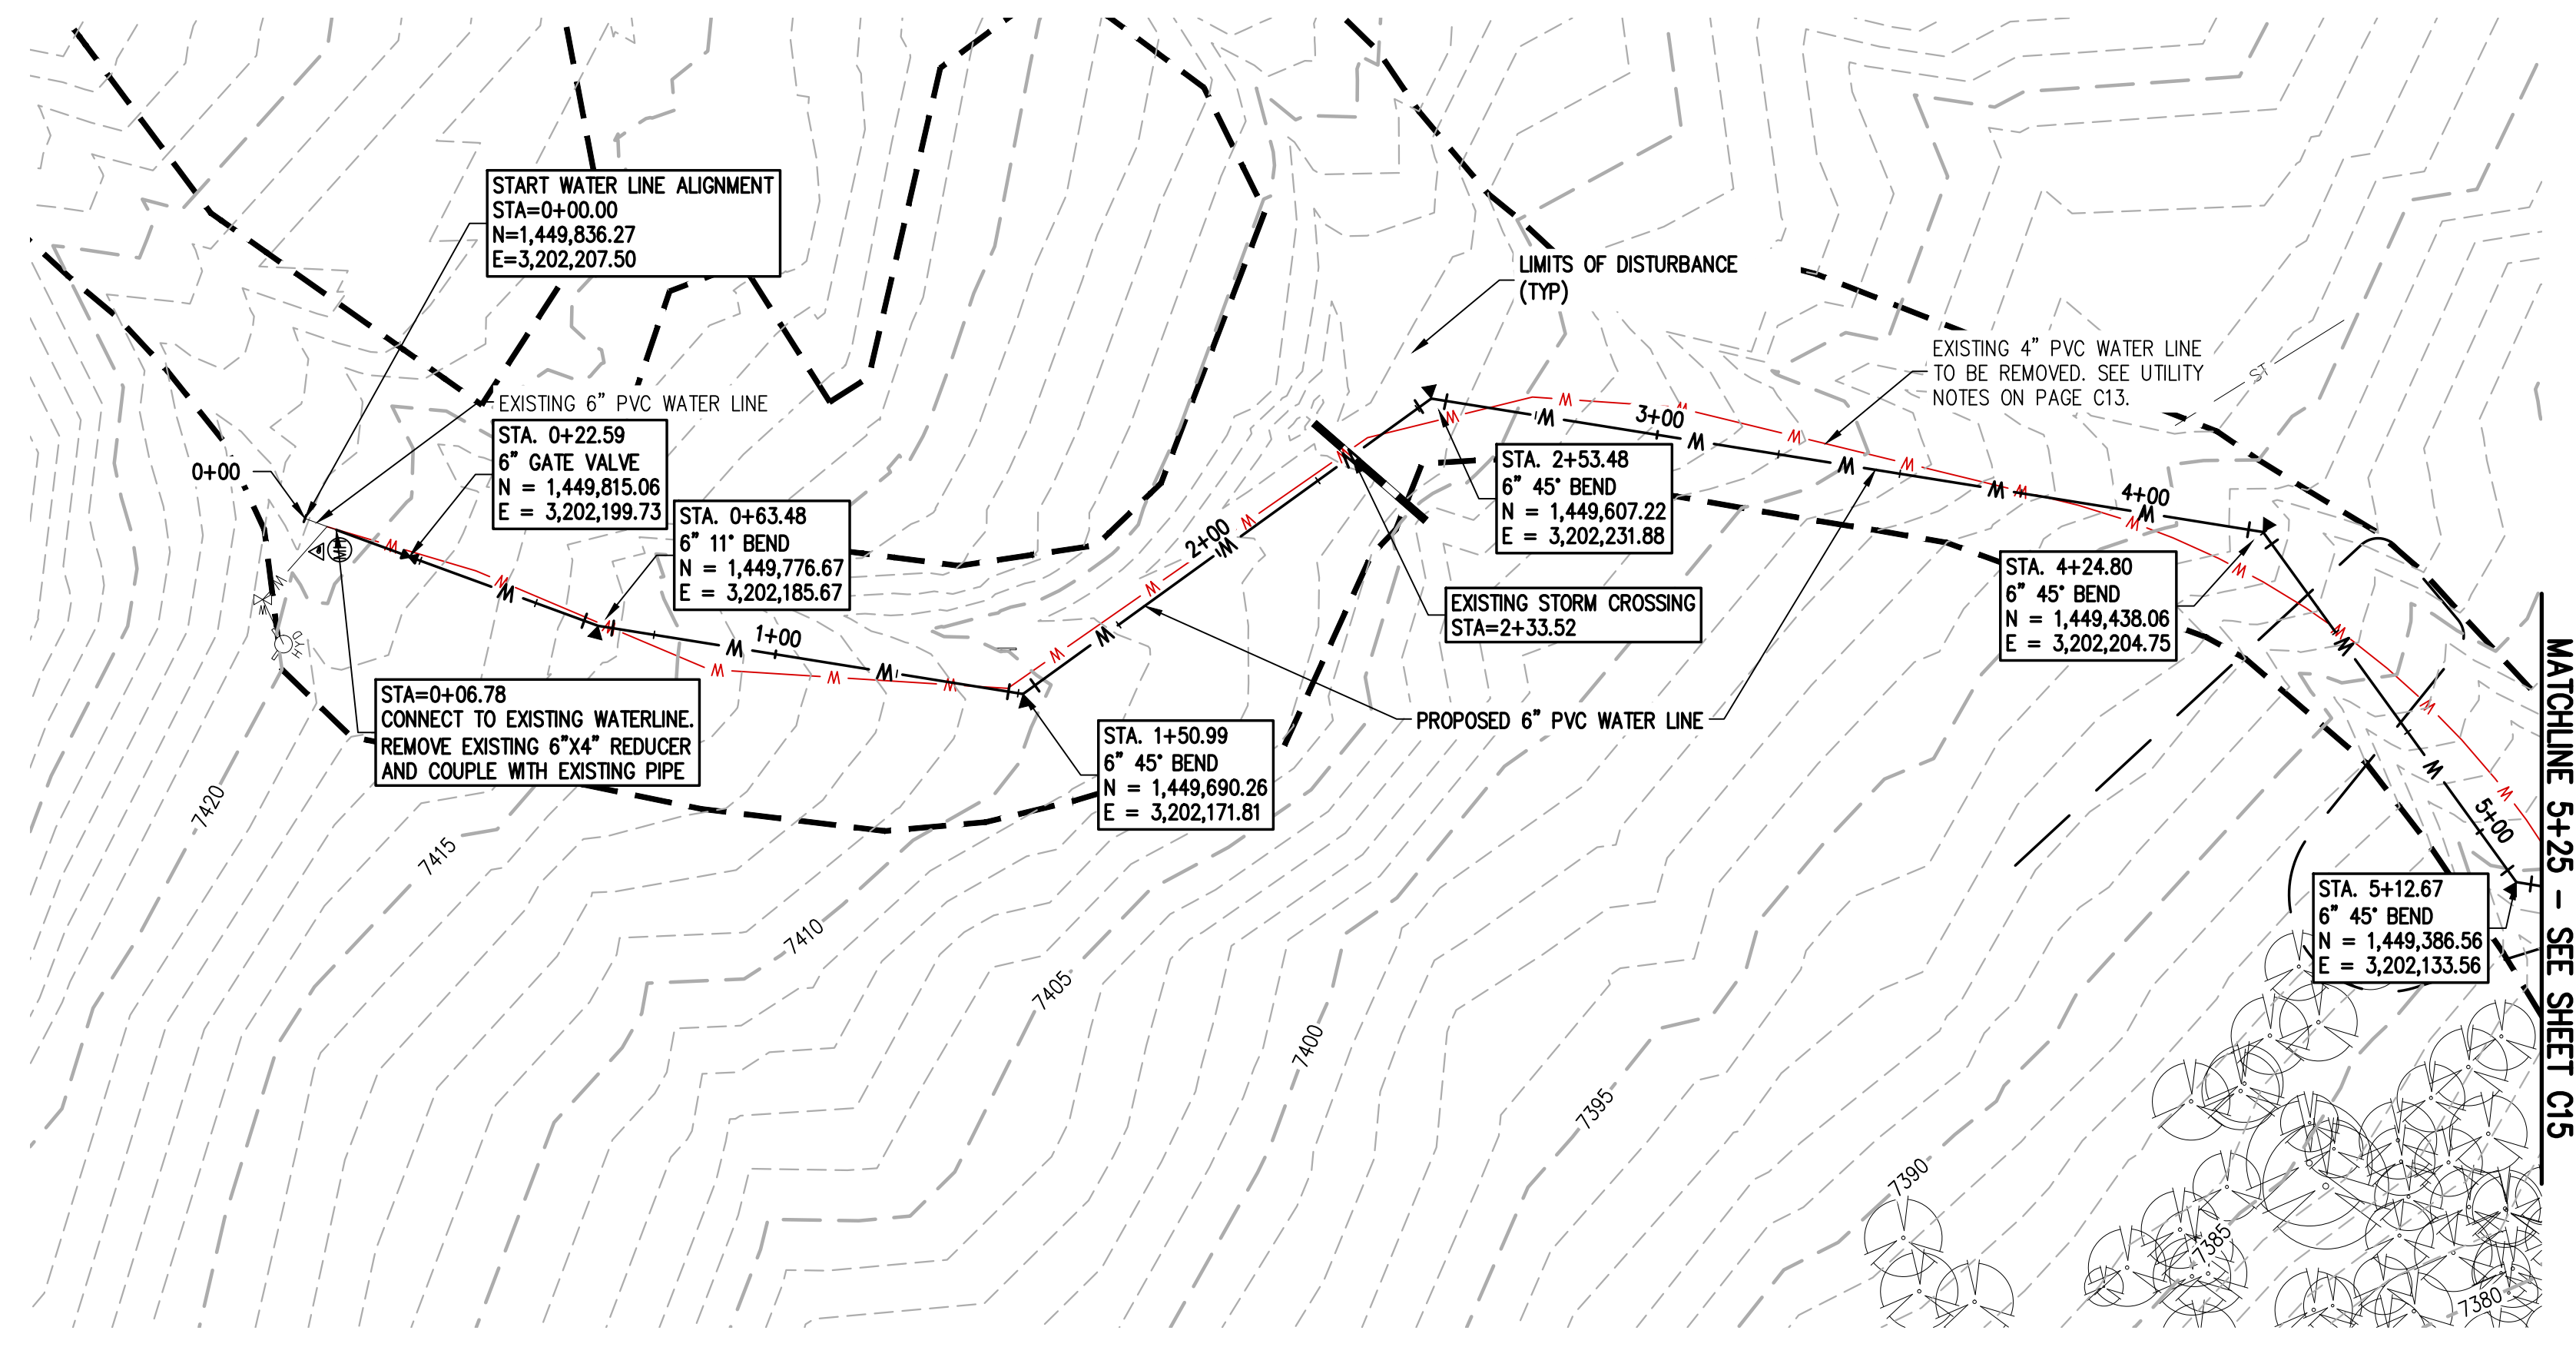 START WATER LINE ALIGNMENT
STA=0+00.00
N=1,449,836.27
E=3,202,207.50
LIMITS OF DISTURBANCE
(TYP)
EXISTING 4" PVC WATER LINE
TO BE REMOVED. SEE UTILITY
NOTES ON PAGE C13.
ST
EXISTING 6" PVC WATER LINE
STA. 0+22.59
6" GATE VALVE
N = 1,449,815.06
E = 3,202,199.73
0+00
STA. 0+63.48
6" 11° BEND
N = 1,449,776.67
E = 3,202,185.67
1+00
2+00
3+00
4+00
5+00
STA. 2+53.48
6" 45° BEND
N = 1,449,607.22
E = 3,202,231.88
EXISTING STORM CROSSING
STA=2+33.52
STA. 4+24.80
6" 45° BEND
N = 1,449,438.06
E = 3,202,204.75
HYD
STA=0+06.78
CONNECT TO EXISTING WATERLINE.
REMOVE EXISTING 6"X4" REDUCER
AND COUPLE WITH EXISTING PIPE
STA. 1+50.99
6" 45° BEND
N = 1,449,690.26
E = 3,202,171.81
PROPOSED 6" PVC WATER LINE
STA. 5+12.67
6" 45° BEND
N = 1,449,386.56
E = 3,202,133.56
MATCHLINE 5+25 - SEE SHEET C15
7420
7415
7410
7405
7400
7395
7390
7385
7380
W W W W W W W W W W W W W
W W W W W W W W W W W W W W W W W W W W